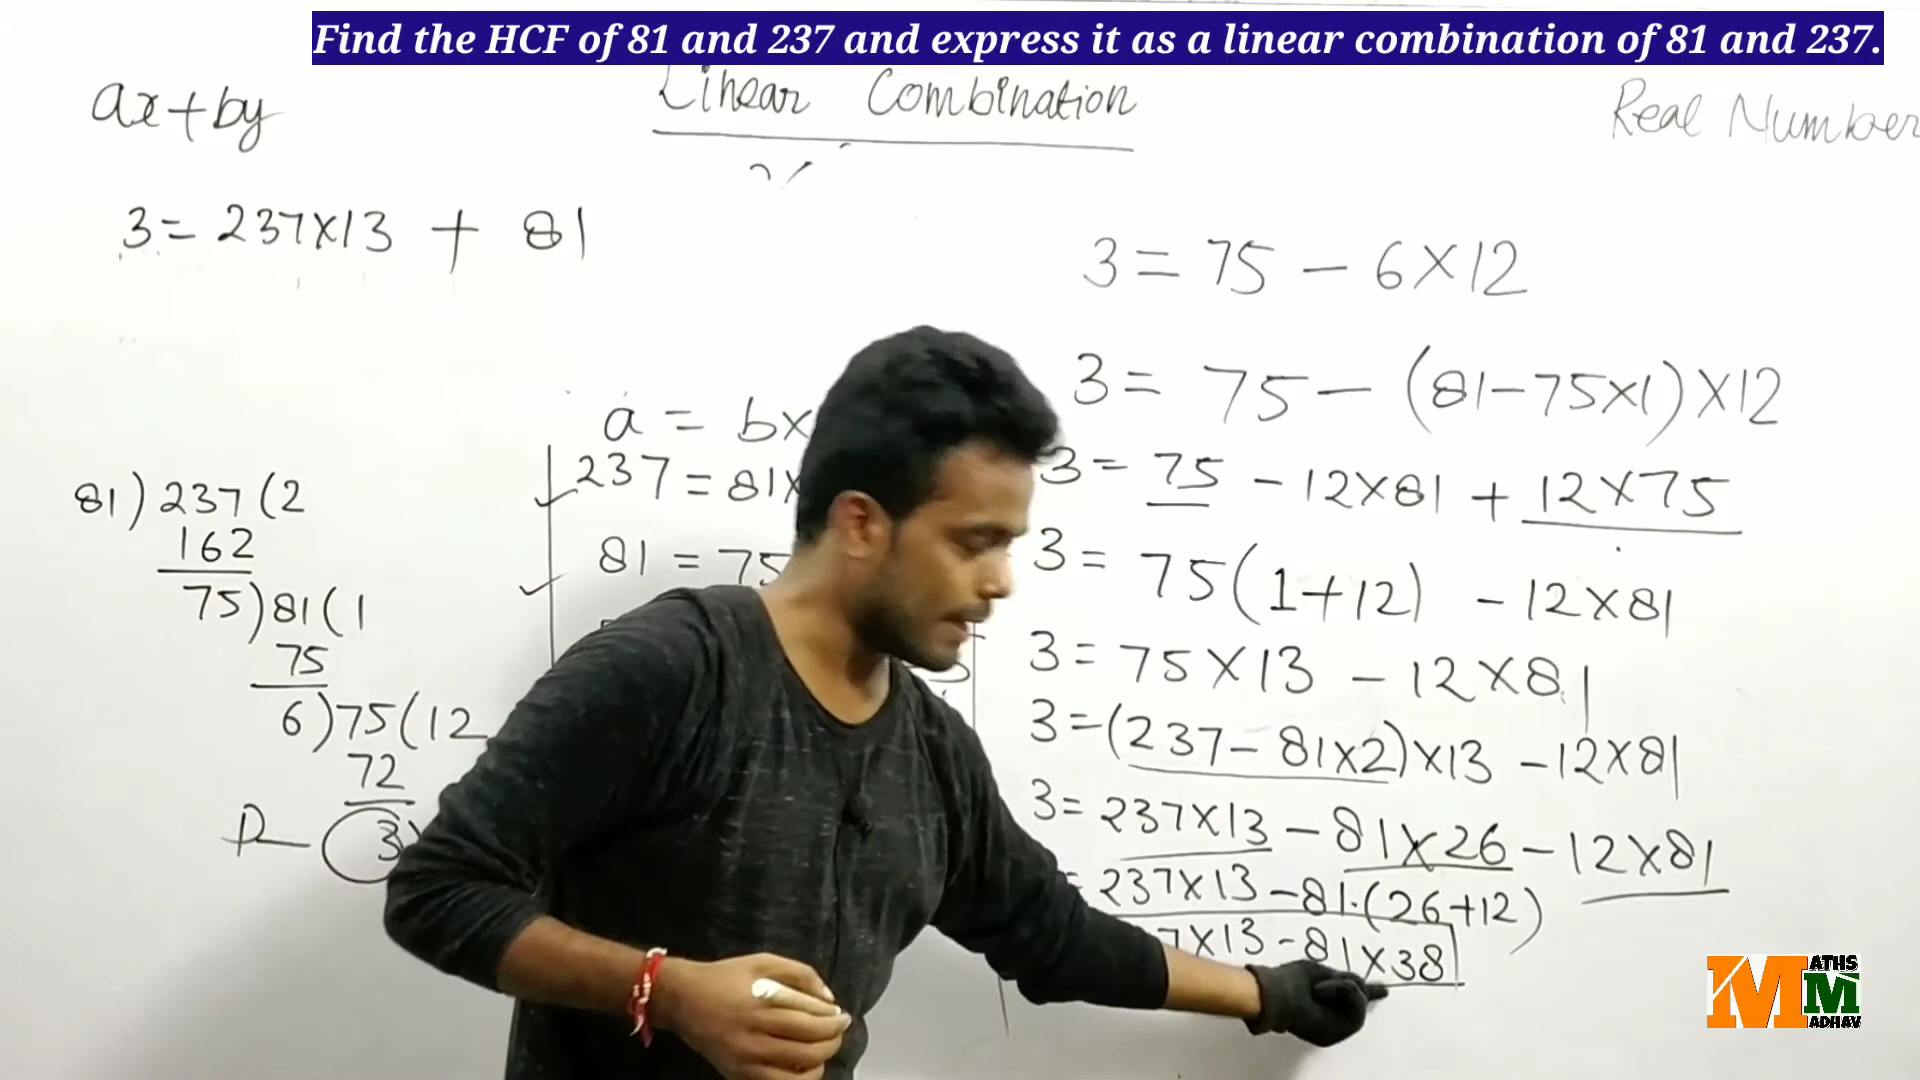 Find the HCF of 81 and 237 and express it as a linear combination of 81 and 237.
ax+by
Linear Combination
Real Number
3= 237×13 + 81
3= 75 - 6×12
3= 75 - (81-75×1)×12
a = b×
237 = 81×
3= 75 - 12×81 + 12×75
81)237(2
162
81 = 75
3= 75(1+12) - 12×81
75)81(1
75
3= 75×13 - 12×81
6)75(12
72
3=(237- 81×2)×13 -12×81
3
3= 237×13 - 81×26 - 12×81
= 237×13 -81.(26+12)
7×13 - 81×38
MATHS
MADHAV